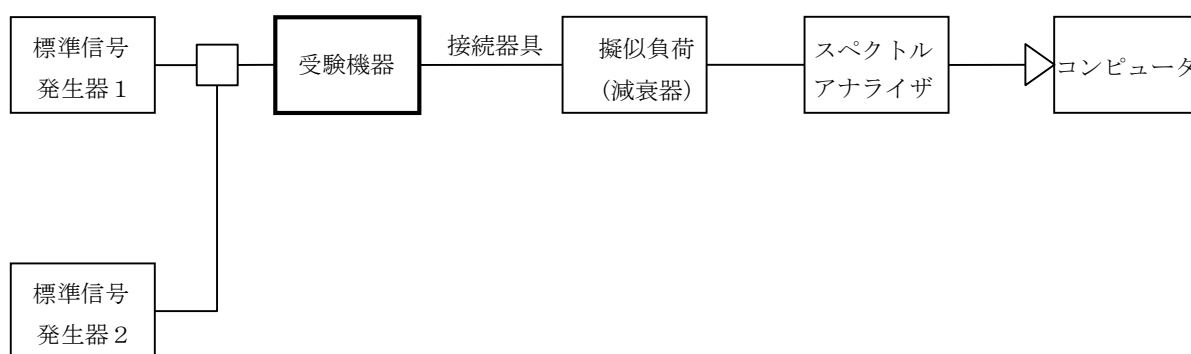 標準信号
発生器１
受験機器
接続器具
擬似負荷
(減衰器)
スペクトル
アナライザ
コンピュータ
標準信号
発生器２